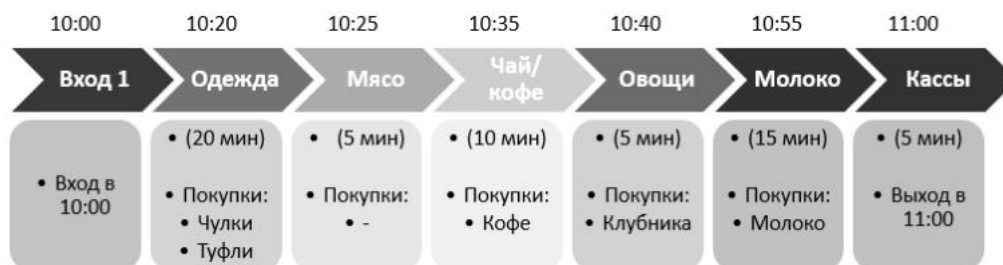 10:00 10:20 10:25 10:35 10:40 10:55 11:00
Вход 1 Одежда Мясо Чай/ кофе Овощи Молоко Кассы
• Вход в
10:00
• (20 мин)
• Покупки:
• Чулки
• Туфли
• (5 мин)
• Покупки:
• -
• (10 мин)
• Покупки:
• Кофе
• (5 мин)
• Покупки:
• Клубника
• (15 мин)
• Покупки:
• Молоко
• (5 мин)
• Выход в
11:00